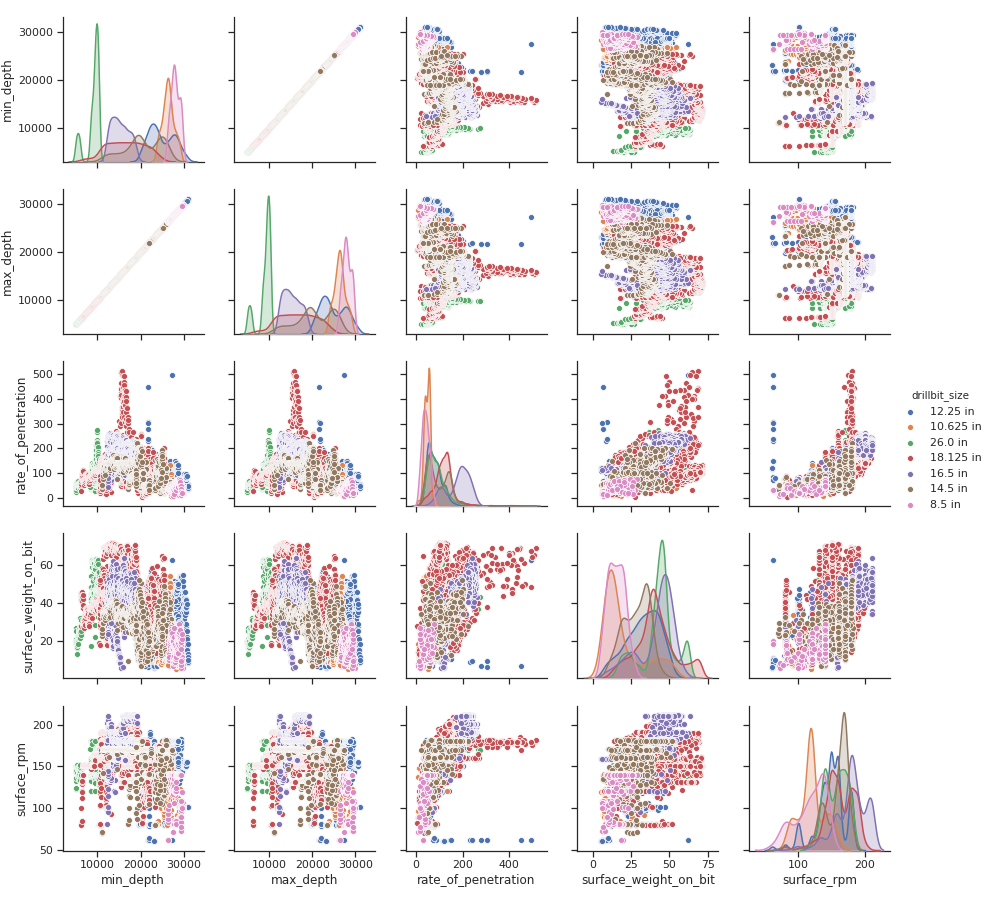 30000
20000
10000
min_depth
30000
20000
10000
max_depth
500
400
300
200
100
0
rate_of_penetration
drillbit_size
12.25 in
10.625 in
26.0 in
18.125 in
16.5 in
14.5 in
8.5 in
60
40
20
surface_weight_on_bit
200
150
100
50
surface_rpm
10000 20000 30000 10000 20000 30000 0 200 400 0 25 50 75 100 200
min_depth max_depth rate_of_penetration surface_weight_on_bit surface_rpm